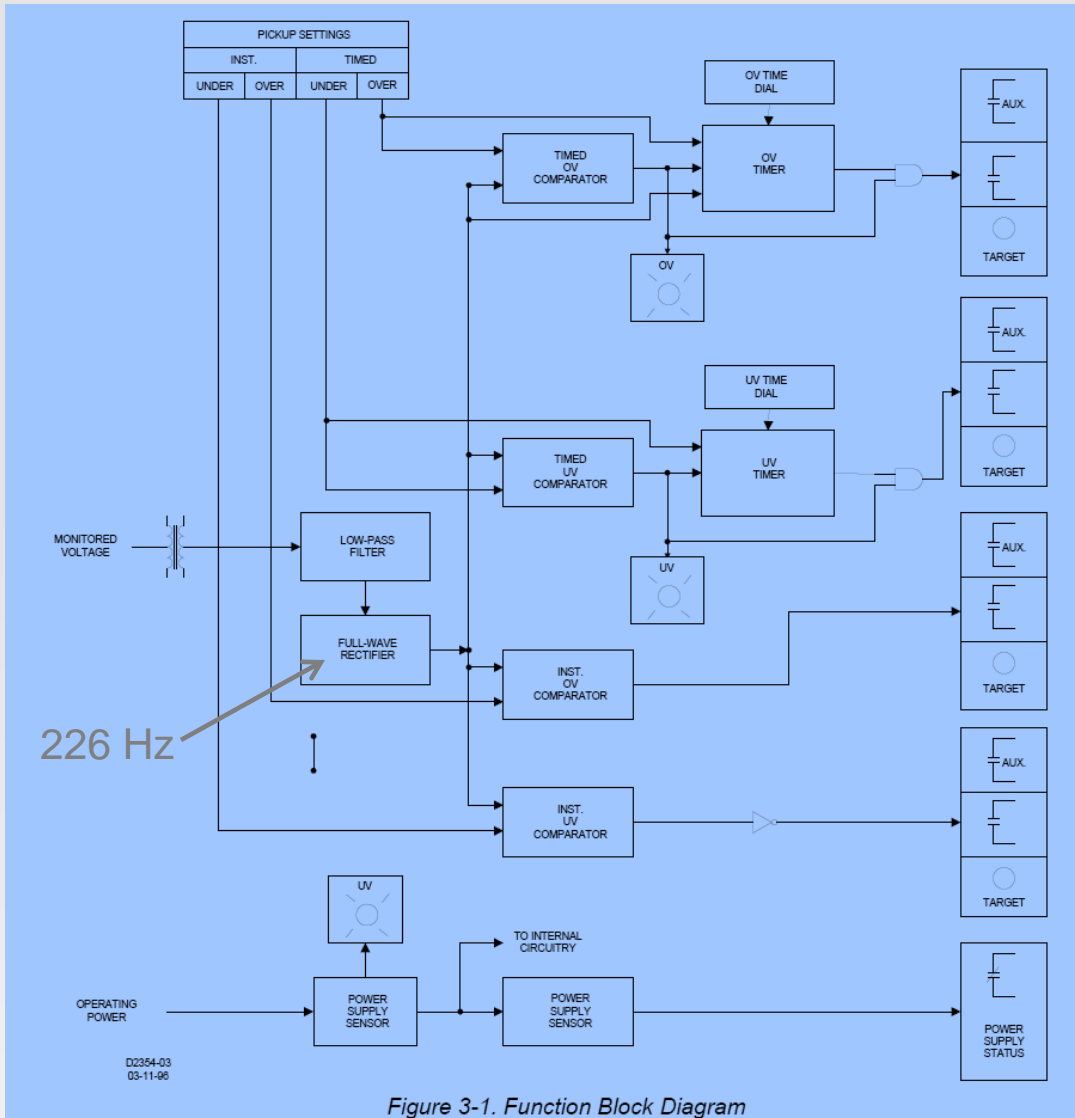 PICKUP SETTINGS
INST.
TIMED
UNDER
OVER
UNDER
OVER
OV TIME
DIAL
TIMED
OV
COMPARATOR
OV
TIMER
AUX.
TARGET
OV
UV TIME
DIAL
TIMED
UV
COMPARATOR
UV
TIMER
AUX.
TARGET
UV
MONITORED
VOLTAGE
LOW-PASS
FILTER
FULL-WAVE
RECTIFIER
226 Hz
INST.
OV
COMPARATOR
AUX.
TARGET
INST.
UV
COMPARATOR
AUX.
TARGET
UV
TO INTERNAL
CIRCUITRY
OPERATING
POWER
POWER
SUPPLY
SENSOR
POWER
SUPPLY
SENSOR
POWER
SUPPLY
STATUS
D2354-03
03-11-96
Figure 3-1. Function Block Diagram